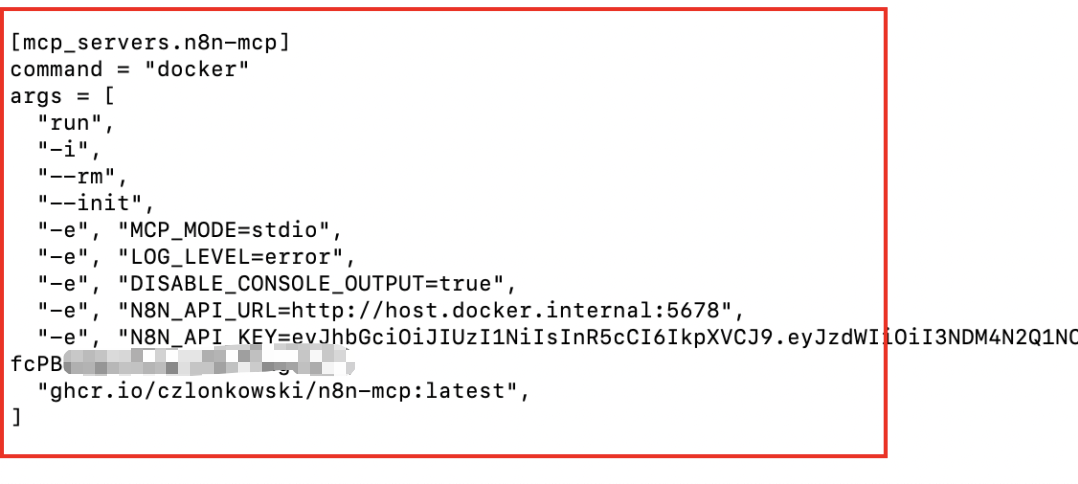 [mcp_servers.n8n-mcp]
command = "docker"
args = [
"run",
"-i",
"--rm",
"--init",
"-e", "MCP_MODE=stdio",
"-e", "LOG_LEVEL=error",
"-e", "DISABLE_CONSOLE_OUTPUT=true",
"-e", "N8N_API_URL=http://host.docker.internal:5678",
"-e", "N8N_API_KEY=eyJhbGciOiJIUzI1NiIsInR5cCI6IkpXVCJ9.eyJzdWIiOiI3NDM4N2Q1NC
fcPB
"ghcr.io/czlonkowski/n8n-mcp:latest",
]